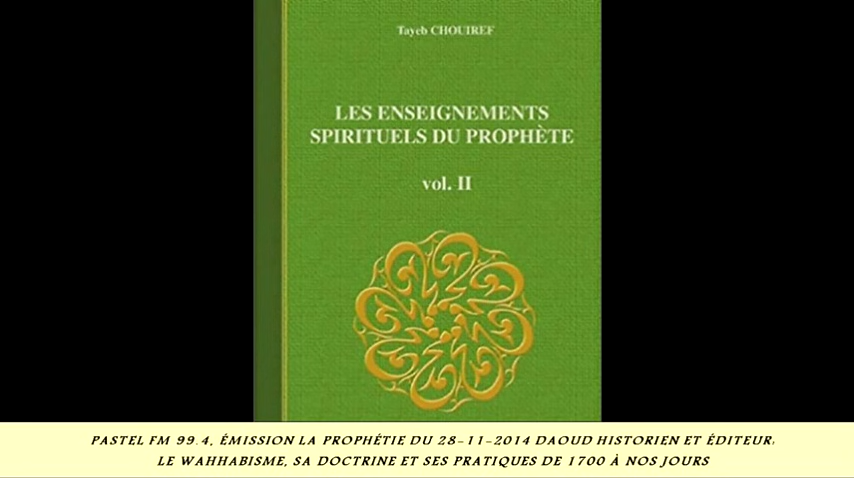 Tayeb CHOUIREF
LES ENSEIGNEMENTS
SPIRITUELS DU PROPHÈTE
vol. II
PASTEL FM 99.4, ÉMISSION LA PROPHÉTIE DU 28-11-2014 DAOUD HISTORIEN ET ÉDITEUR:
LE WAHHABISME, SA DOCTRINE ET SES PRATIQUES DE 1700 À NOS JOURS